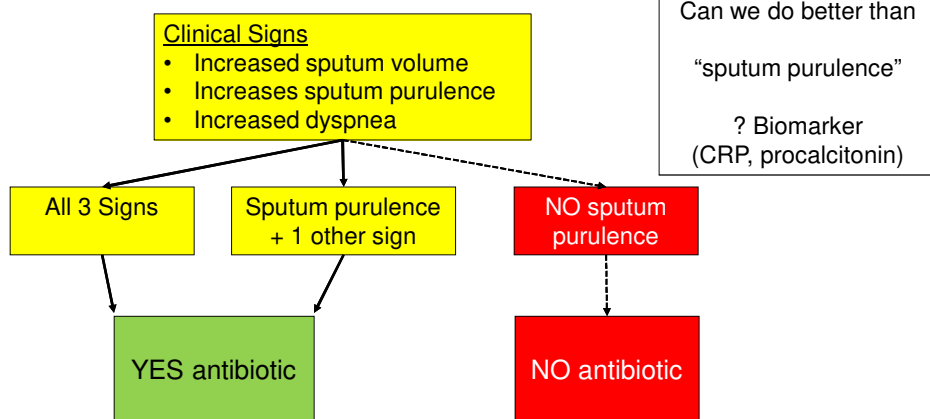 Clinical Signs
• Increased sputum volume
• Increases sputum purulence
• Increased dyspnea
Can we do better than
“sputum purulence”
? Biomarker
(CRP, procalcitonin)
All 3 Signs
Sputum purulence
+ 1 other sign
NO sputum
purulence
YES antibiotic
NO antibiotic